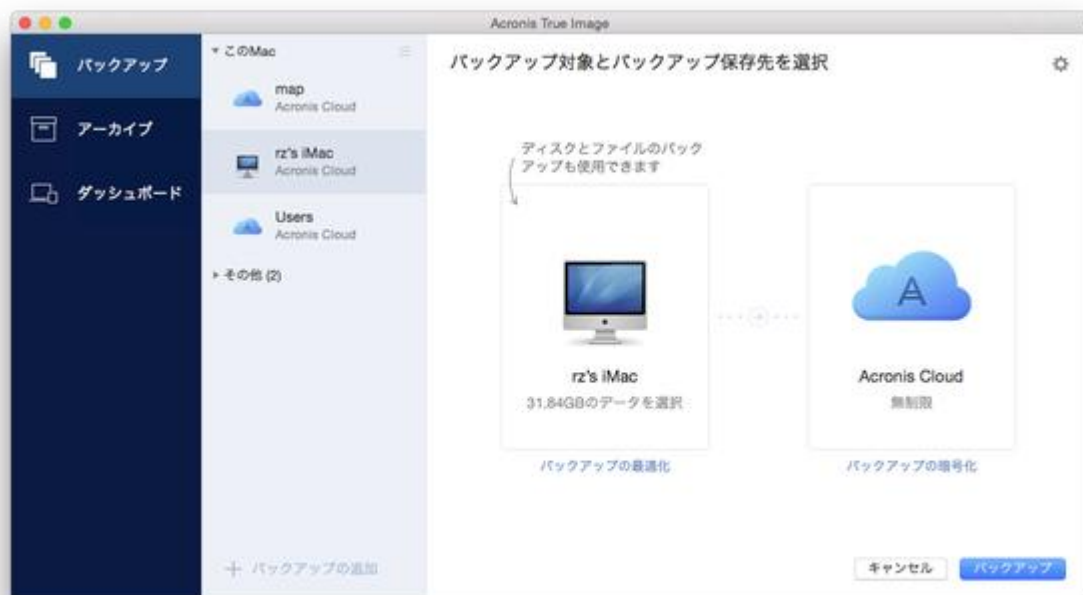 Acronis True Image
バックアップ
アーカイブ
ダッシュボード
このMac
map
Acronis Cloud
rz's iMac
Acronis Cloud
Users
Acronis Cloud
その他 (2)
バックアップの追加
バックアップ対象とバックアップ保存先を選択
ディスクとファイルのバック
アップも使用できます
rz's iMac
31.84GBのデータを選択
バックアップの最適化
Acronis Cloud
無制限
バックアップの暗号化
キャンセル
バックアップ